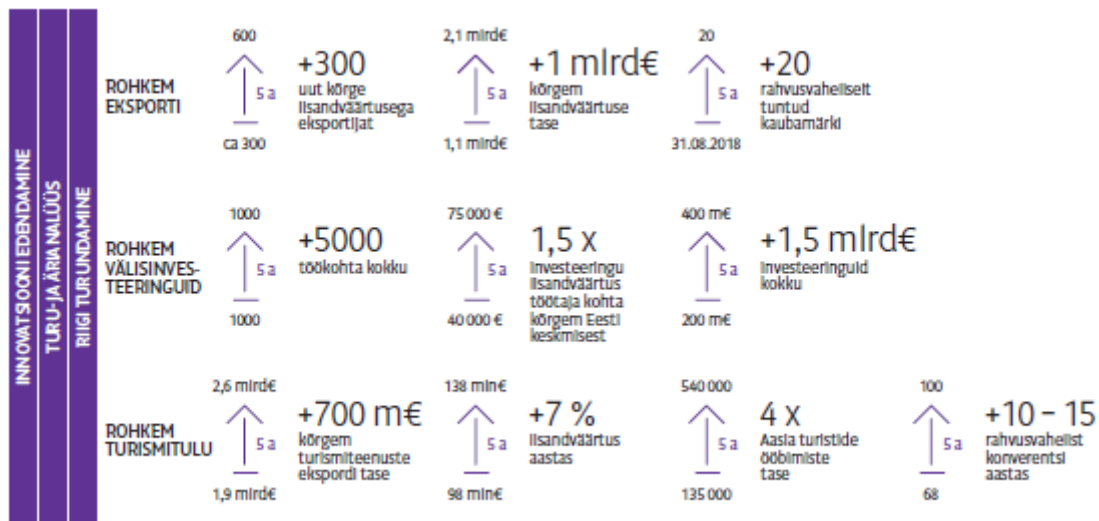 INNOVATSIOONI EDENDAMINE
TURU- JA ÄRIANALÜÜS
RIIGI TURUNDAMINE
ROHKEM
EKSPORTI
600
5 a
ca 300
+300
uut kõrge
lisandväärtusega
eksportijat
2,1 mlrd€
5 a
1,1 mlrd€
+1 mlrd€
kõrgem
lisandväärtuse
tase
20
5 a
31.08.2018
+20
rahvusvaheliselt
tuntud
kaubamärki
ROHKEM
VÄLISINVES-
TEERINGUID
1000
5 a
1000
+5000
töökohta kokku
75 000 €
5 a
40 000 €
1,5 x
investeeringu
lisandväärtus
töötaja kohta
kõrgem Eesti
keskmisest
400 m€
5 a
200 m€
+1,5 mlrd€
investeeringuid
kokku
ROHKEM
TURISMITULU
2,6 mlrd€
5 a
1,9 mlrd€
+700 m€
kõrgem
turismiteenuste
ekspordi tase
138 mln€
5 a
98 mln€
+7 %
lisandväärtus
aastas
540 000
5 a
135 000
4 x
Aasia turistide
ööbimiste
tase
100
5 a
68
+10 – 15
rahvusvahelist
konverentsi
aastas